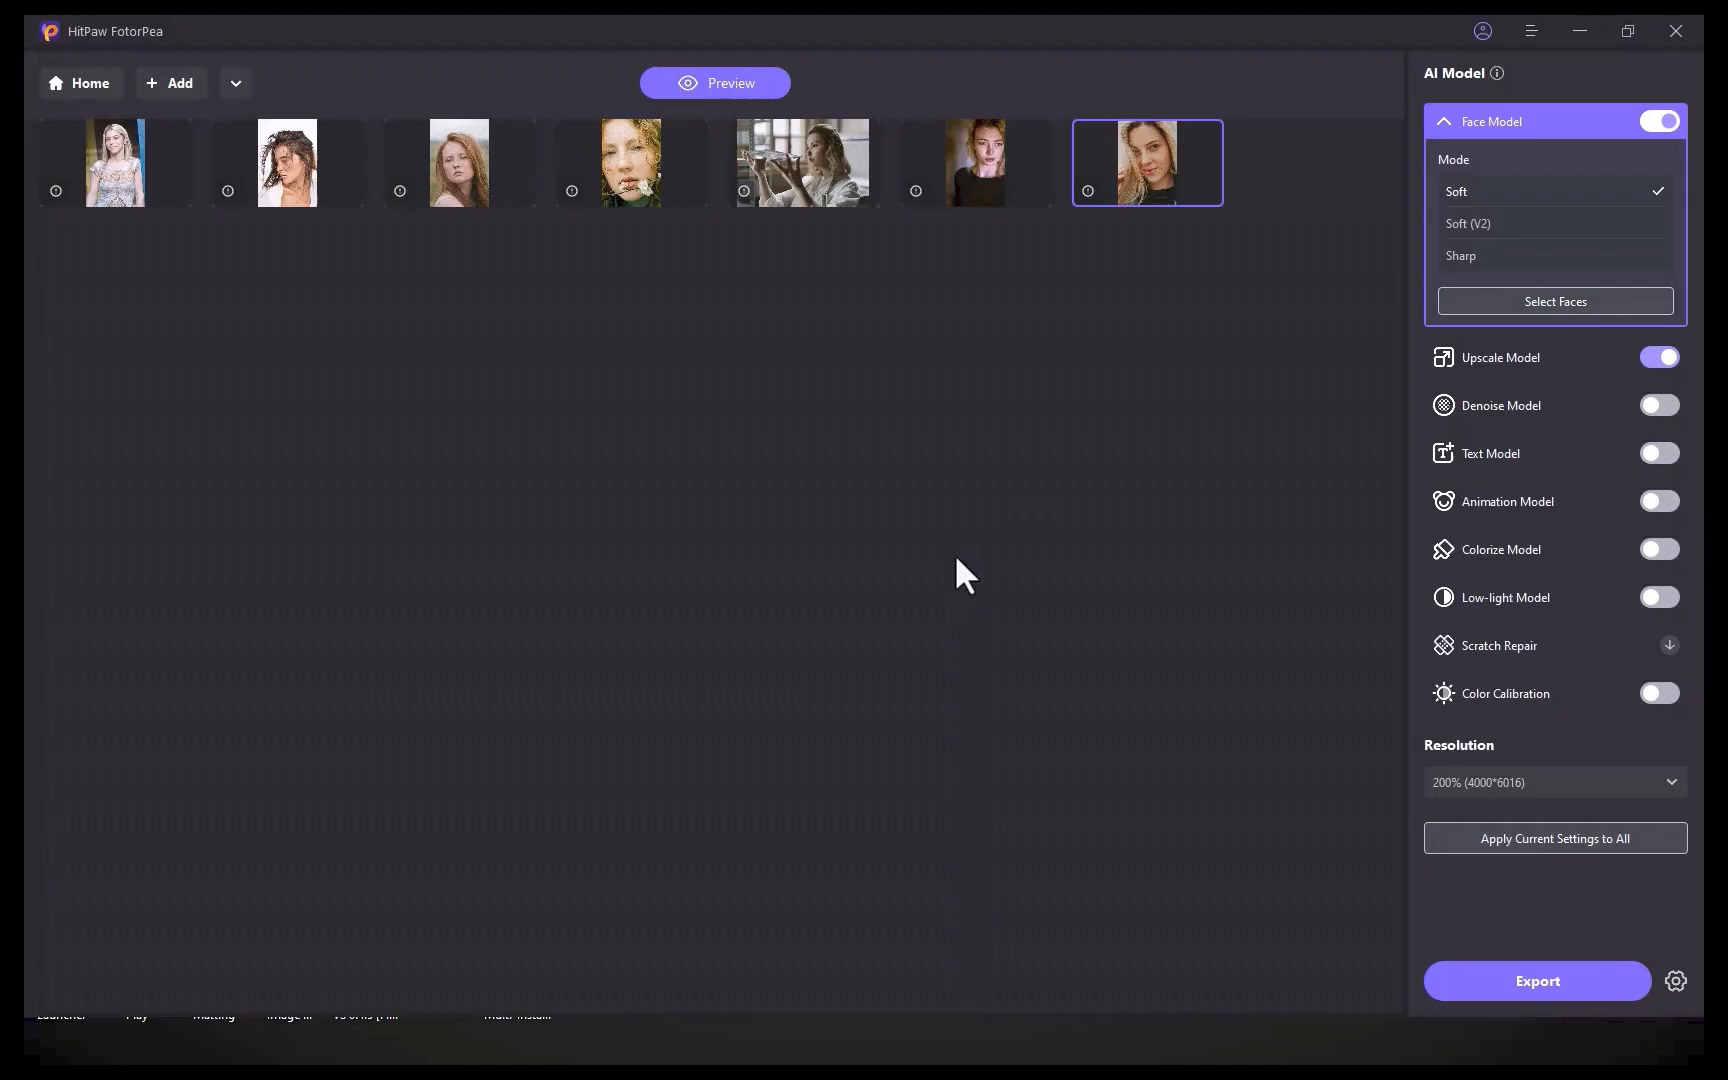 HitPaw FotorPea
Home
Add
Preview
AI Model
Face Model
Mode
Soft
Soft (V2)
Sharp
Select Faces
Upscale Model
Denoise Model
Text Model
Animation Model
Colorize Model
Low-light Model
Scratch Repair
Color Calibration
Resolution
200% (4000*6016)
Apply Current Settings to All
Export